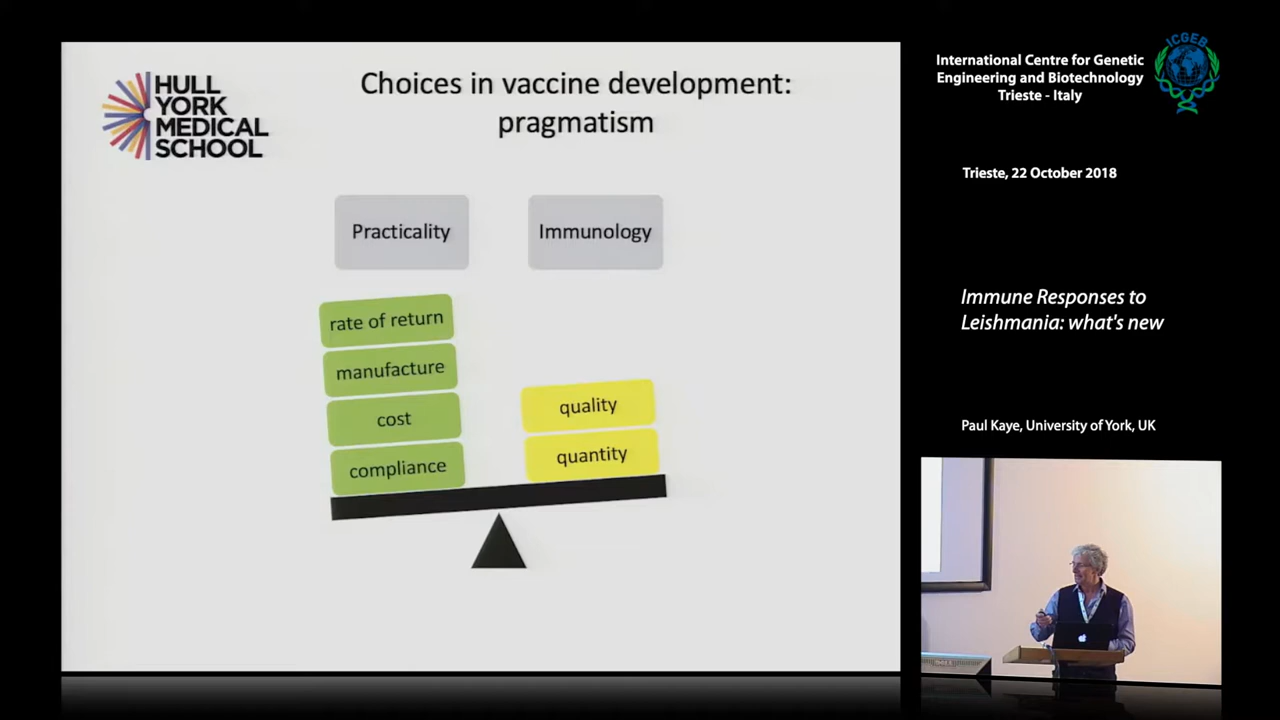 HULL
YORK
MEDICAL
SCHOOL
Choices in vaccine development:
pragmatism
Practicality
Immunology
rate of return
manufacture
cost
compliance
quality
quantity
International Centre for Genetic
Engineering and Biotechnology
Trieste - Italy
ICGEB
Trieste, 22 October 2018
Immune Responses to
Leishmania: what's new
Paul Kaye, University of York, UK